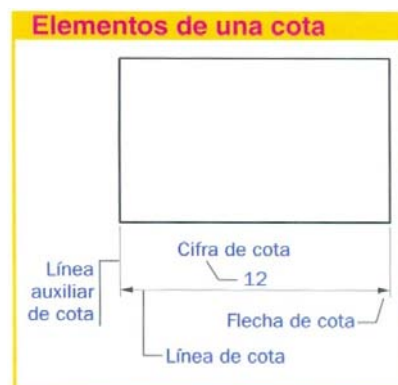 Elementos de una cota
Cifra de cota
12
Línea
auxiliar
de cota
Flecha de cota
Línea de cota